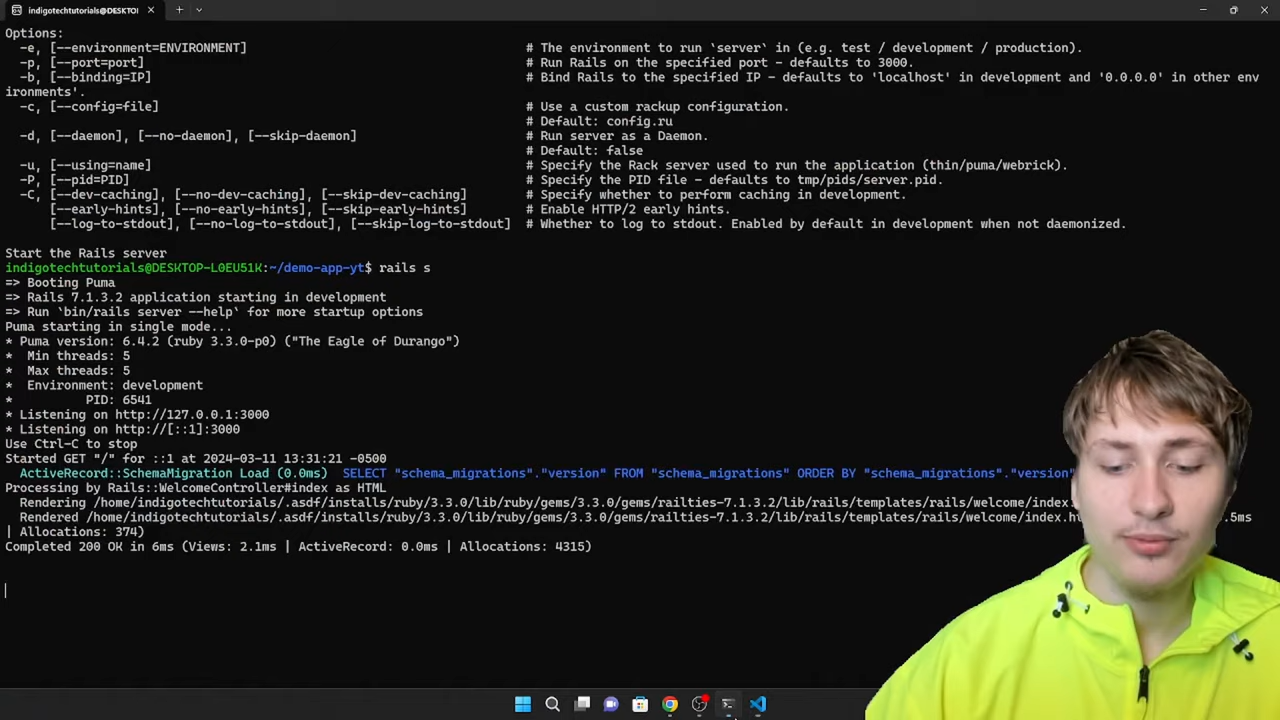 indigotechtutorials@DESKTO
Options:
-e, [--environment=ENVIRONMENT] # The environment to run `server` in (e.g. test / development / production).
-p, [--port=port] # Run Rails on the specified port - defaults to 3000.
-b, [--binding=IP] # Bind Rails to the specified IP - defaults to 'localhost' in development and '0.0.0.0' in other env
ironments'.
-c, [--config=file] # Use a custom rackup configuration.
# Default: config.ru
-d, [--daemon], [--no-daemon], [--skip-daemon] # Run server as a Daemon.
# Default: false
-u, [--using=name] # Specify the Rack server used to run the application (thin/puma/webrick).
-P, [--pid=PID] # Specify the PID file - defaults to tmp/pids/server.pid.
-C, [--dev-caching], [--no-dev-caching], [--skip-dev-caching] # Specify whether to perform caching in development.
[--early-hints], [--no-early-hints], [--skip-early-hints] # Enable HTTP/2 early hints.
[--log-to-stdout], [--no-log-to-stdout], [--skip-log-to-stdout] # Whether to log to stdout. Enabled by default in development when not daemonized.
Start the Rails server
indigotechtutorials@DESKTOP-L0EU51K:~/demo-app-yt$ rails s
=> Booting Puma
=> Rails 7.1.3.2 application starting in development
=> Run `bin/rails server --help` for more startup options
Puma starting in single mode...
* Puma version: 6.4.2 (ruby 3.3.0-p0) ("The Eagle of Durango")
* Min threads: 5
* Max threads: 5
* Environment: development
* PID: 6541
* Listening on http://127.0.0.1:3000
* Listening on http://[::1]:3000
Use Ctrl-C to stop
Started GET "/" for ::1 at 2024-03-11 13:31:21 -0500
ActiveRecord::SchemaMigration Load (0.0ms) SELECT "schema_migrations"."version" FROM "schema_migrations" ORDER BY "schema_migrations"."version"
Processing by Rails::WelcomeController#index as HTML
Rendering /home/indigotechtutorials/.asdf/installs/ruby/3.3.0/lib/ruby/gems/3.3.0/gems/railties-7.1.3.2/lib/rails/templates/rails/welcome/index.
Rendered /home/indigotechtutorials/.asdf/installs/ruby/3.3.0/lib/ruby/gems/3.3.0/gems/railties-7.1.3.2/lib/rails/templates/rails/welcome/index.h .5ms
| Allocations: 374)
Completed 200 OK in 6ms (Views: 2.1ms | ActiveRecord: 0.0ms | Allocations: 4315)